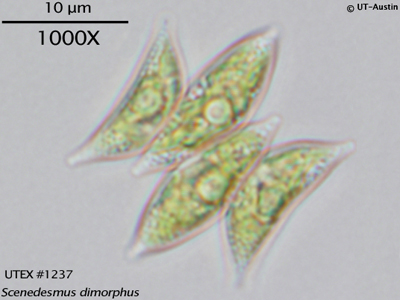 10 µm
© UT-Austin
1000X
UTEX #1237
Scenedesmus dimorphus